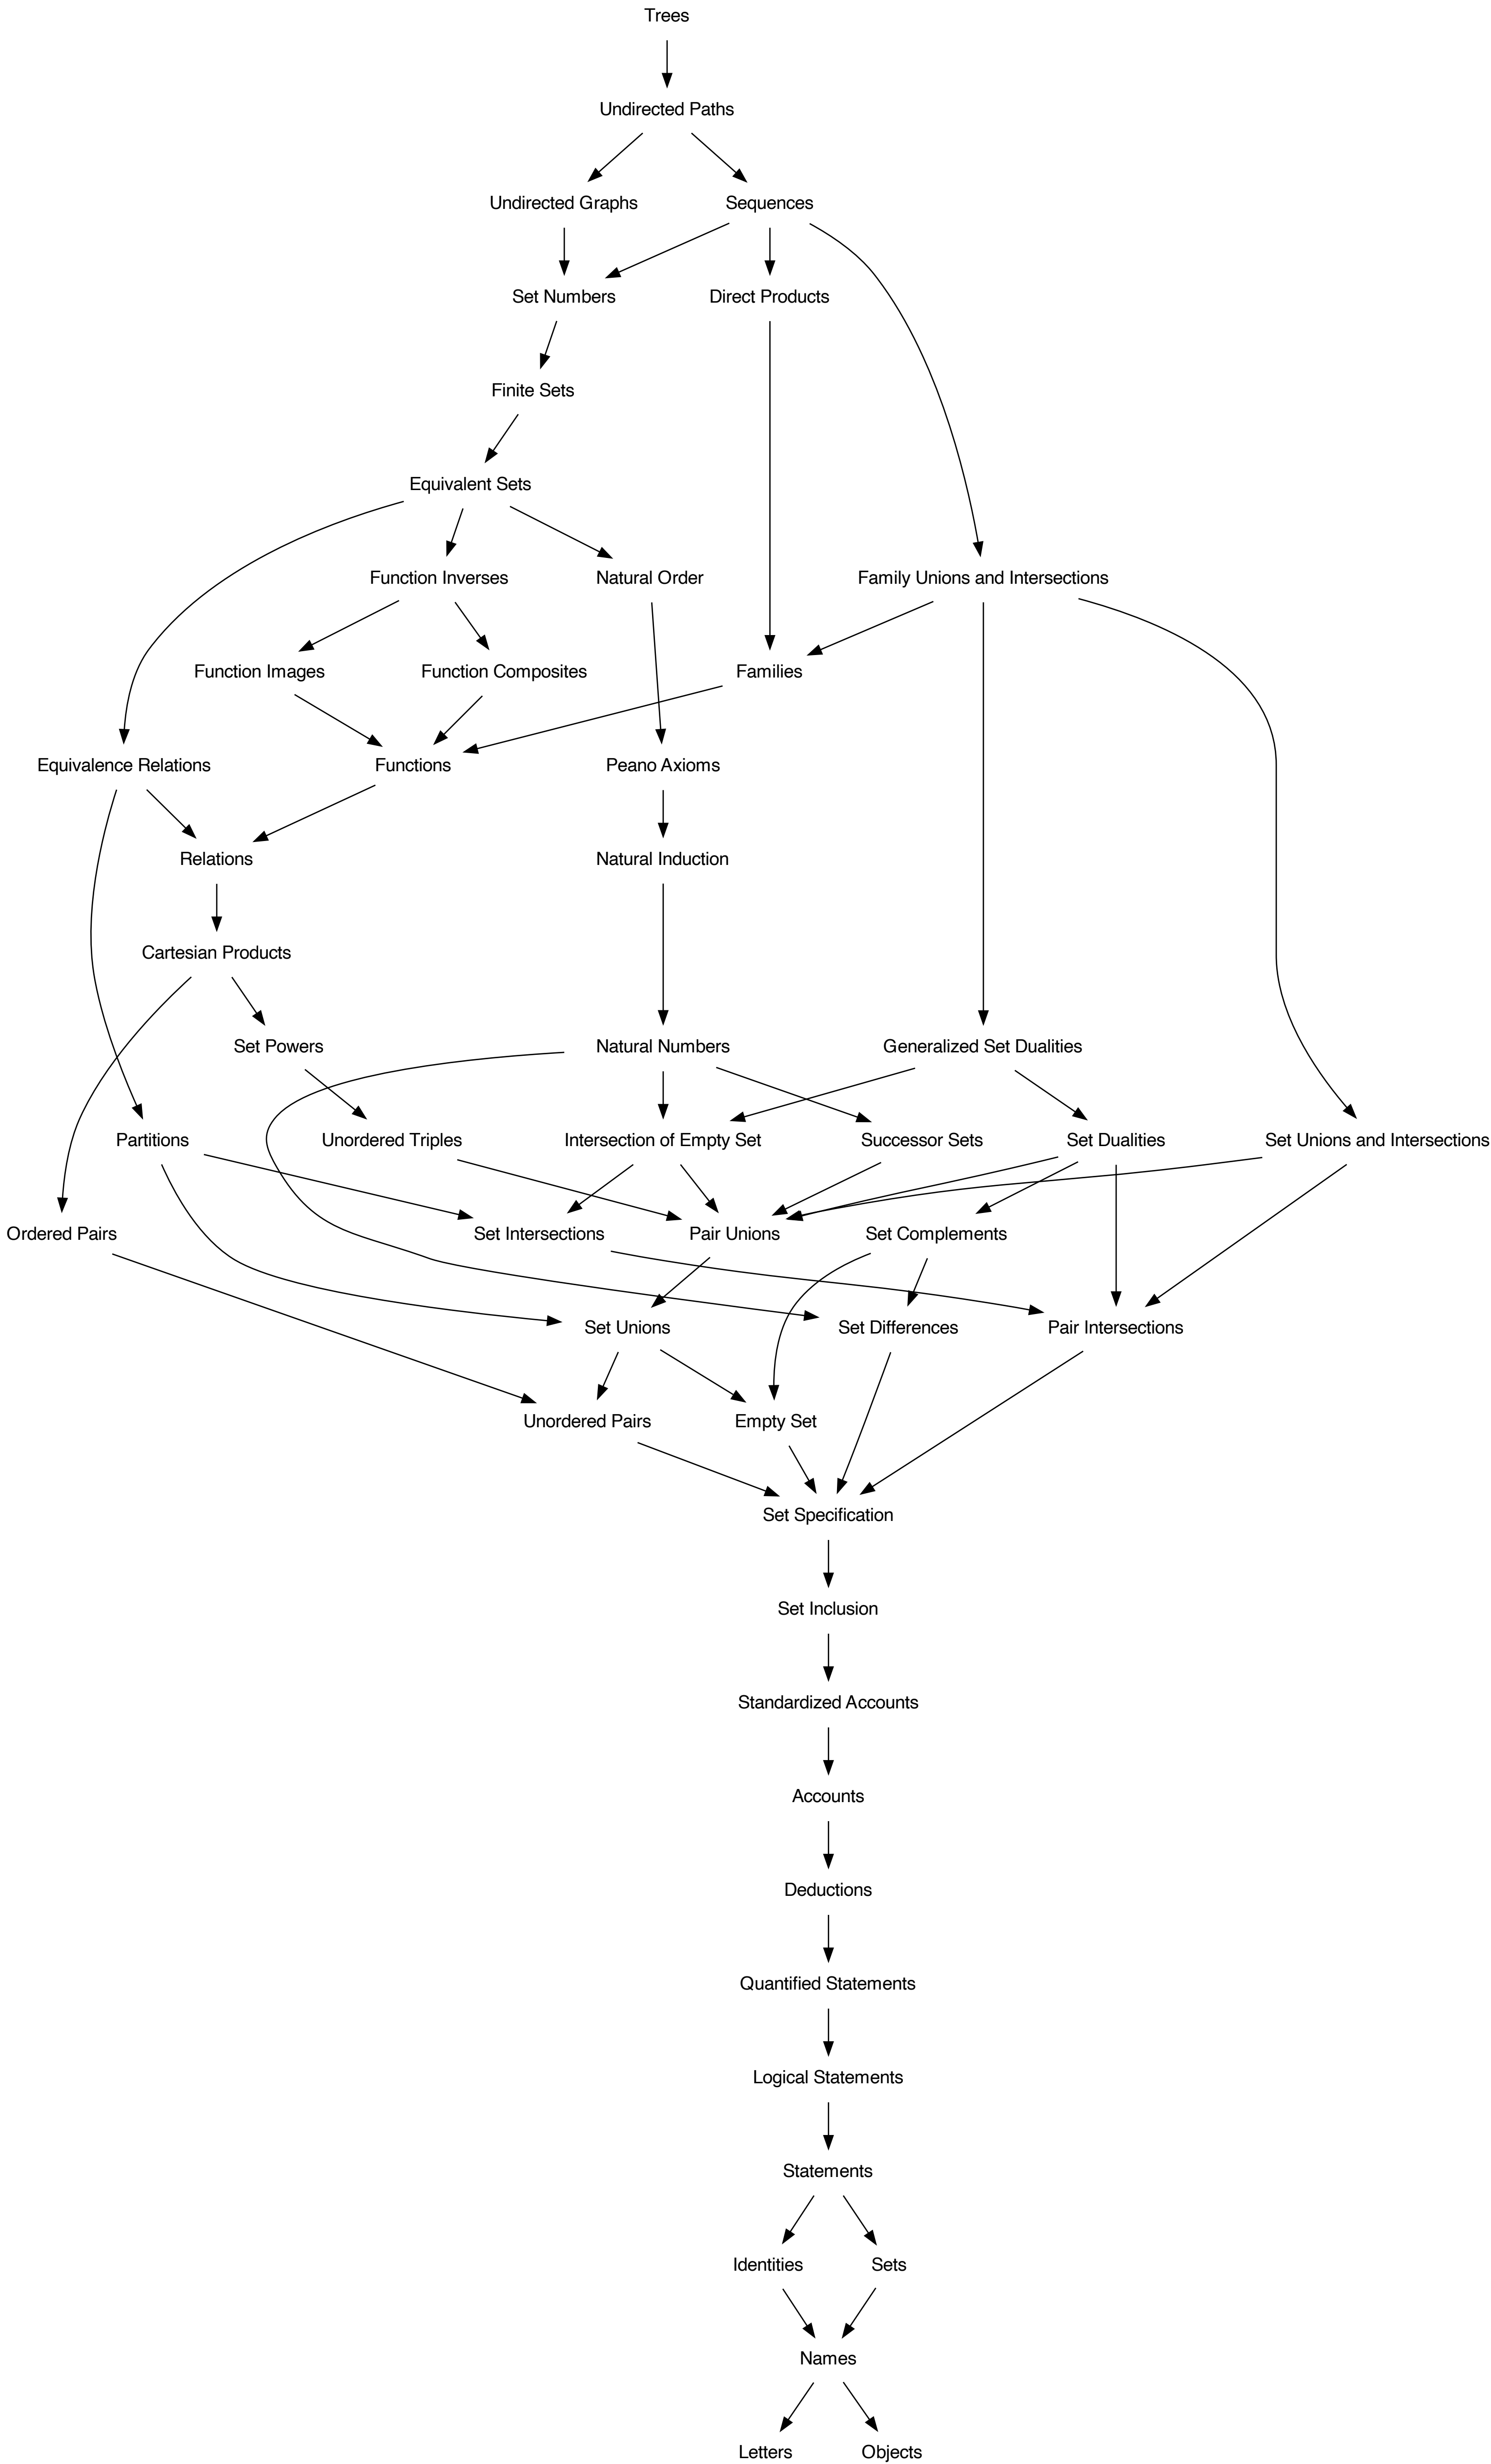 Trees
Undirected Paths
Undirected Graphs
Sequences
Set Numbers
Direct Products
Finite Sets
Equivalent Sets
Function Inverses
Natural Order
Family Unions and Intersections
Function Images
Function Composites
Families
Equivalence Relations
Functions
Peano Axioms
Relations
Natural Induction
Cartesian Products
Set Powers
Natural Numbers
Generalized Set Dualities
Partitions
Unordered Triples
Intersection of Empty Set
Successor Sets
Set Dualities
Set Unions and Intersections
Ordered Pairs
Set Intersections
Pair Unions
Set Complements
Set Unions
Set Differences
Pair Intersections
Unordered Pairs
Empty Set
Set Specification
Set Inclusion
Standardized Accounts
Accounts
Deductions
Quantified Statements
Logical Statements
Statements
Identities
Sets
Names
Letters
Objects